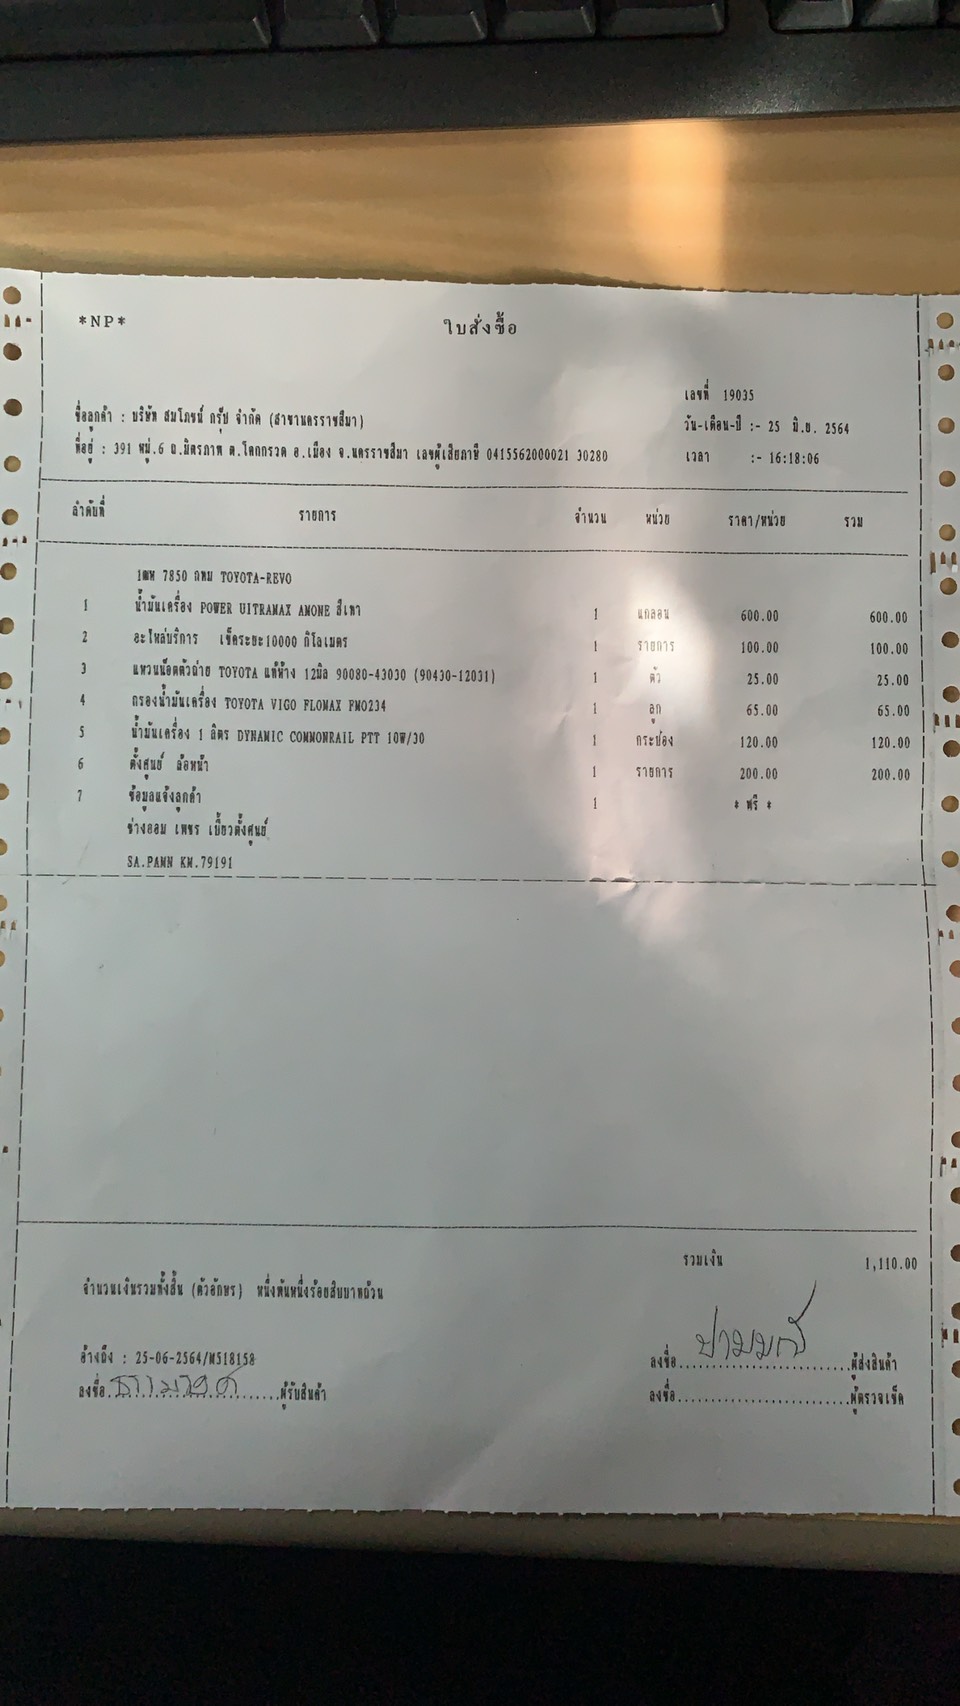 *NP*
ใบสั่งซื้อ
เลขที่ 19035
ชื่อลูกค้า : บริษัท สมโภชน์ กรุ๊ป จำกัด (สาขานครราชสีมา)
วัน-เดือน-ปี :- 25 มิ.ย. 2564
ที่อยู่ : 391 หมู่.6 ถ.มิตรภาพ ต.โคกกรวด อ.เมือง จ.นครราชสีมา เลขผู้เสียภาษี 0415562000021 30280
เวลา :- 16:18:06
ลำดับที่ รายการ จำนวน หน่วย ราคา/หน่วย รวม
7850 กทม TOYOTA-REVO
1 น้ำมันเครื่อง POWER UITRAMAX AMONE สีเทา 1 แกลอน 600.00 600.00
2 อะไหล่บริการ เช็คระยะ10000 กิโลเมตร 1 รายการ 100.00 100.00
3 แหวนน็อตตัวถ่าย TOYOTA แท้ห้าง 12มิล 90080-43030 (90430-12031) 1 ตัว 25.00 25.00
4 กรองน้ำมันเครื่อง TOYOTA VIGO FLOMAX FMO234 1 ลูก 65.00 65.00
5 น้ำมันเครื่อง 1 ลิตร DYNAMIC COMMONRAIL PTT 10W/30 1 กระป๋อง 120.00 120.00
6 ตั้งศูนย์ ล้อหน้า 1 รายการ 200.00 200.00
7 ข้อมูลแจ้งลูกค้า 1 * ฟรี *
ช่างออม เพชร เบี้ยวตั้งศูนย์
SA.PAMN KM.79191
รวมเงิน 1,110.00
จำนวนเงินรวมทั้งสิ้น (ตัวอักษร) หนึ่งพันหนึ่งร้อยสิบบาทถ้วน
อ้างถึง : 25-06-2564/M518158
ลงชื่อ ผู้ส่งสินค้า
ลงชื่อ ผู้รับสินค้า
ลงชื่อ ผู้ตรวจเช็ค